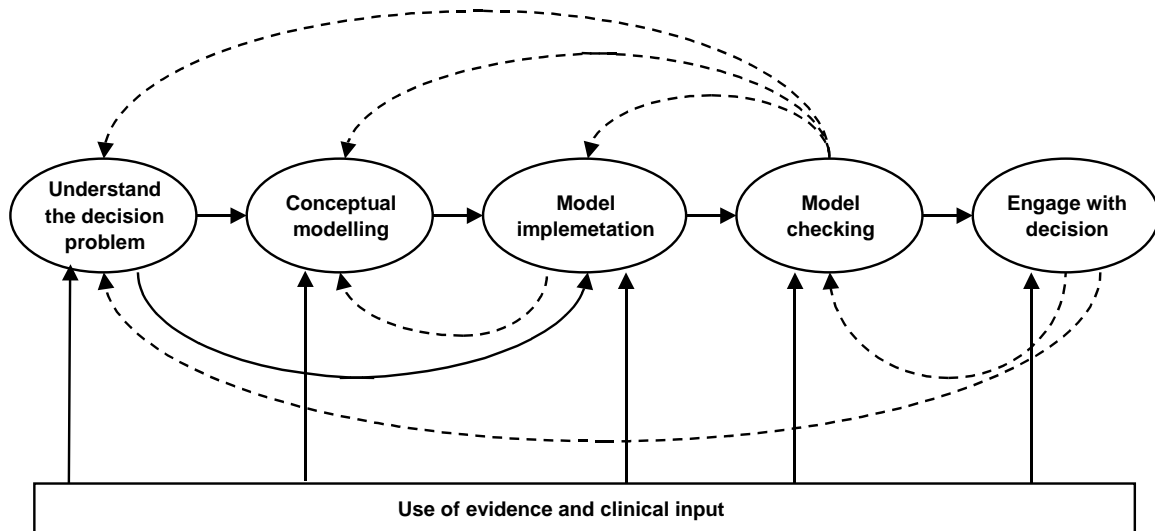 Understand
the decision
problem
Conceptual
modelling
Model
implemetation
Model
checking
Engage with
decision
Use of evidence and clinical input